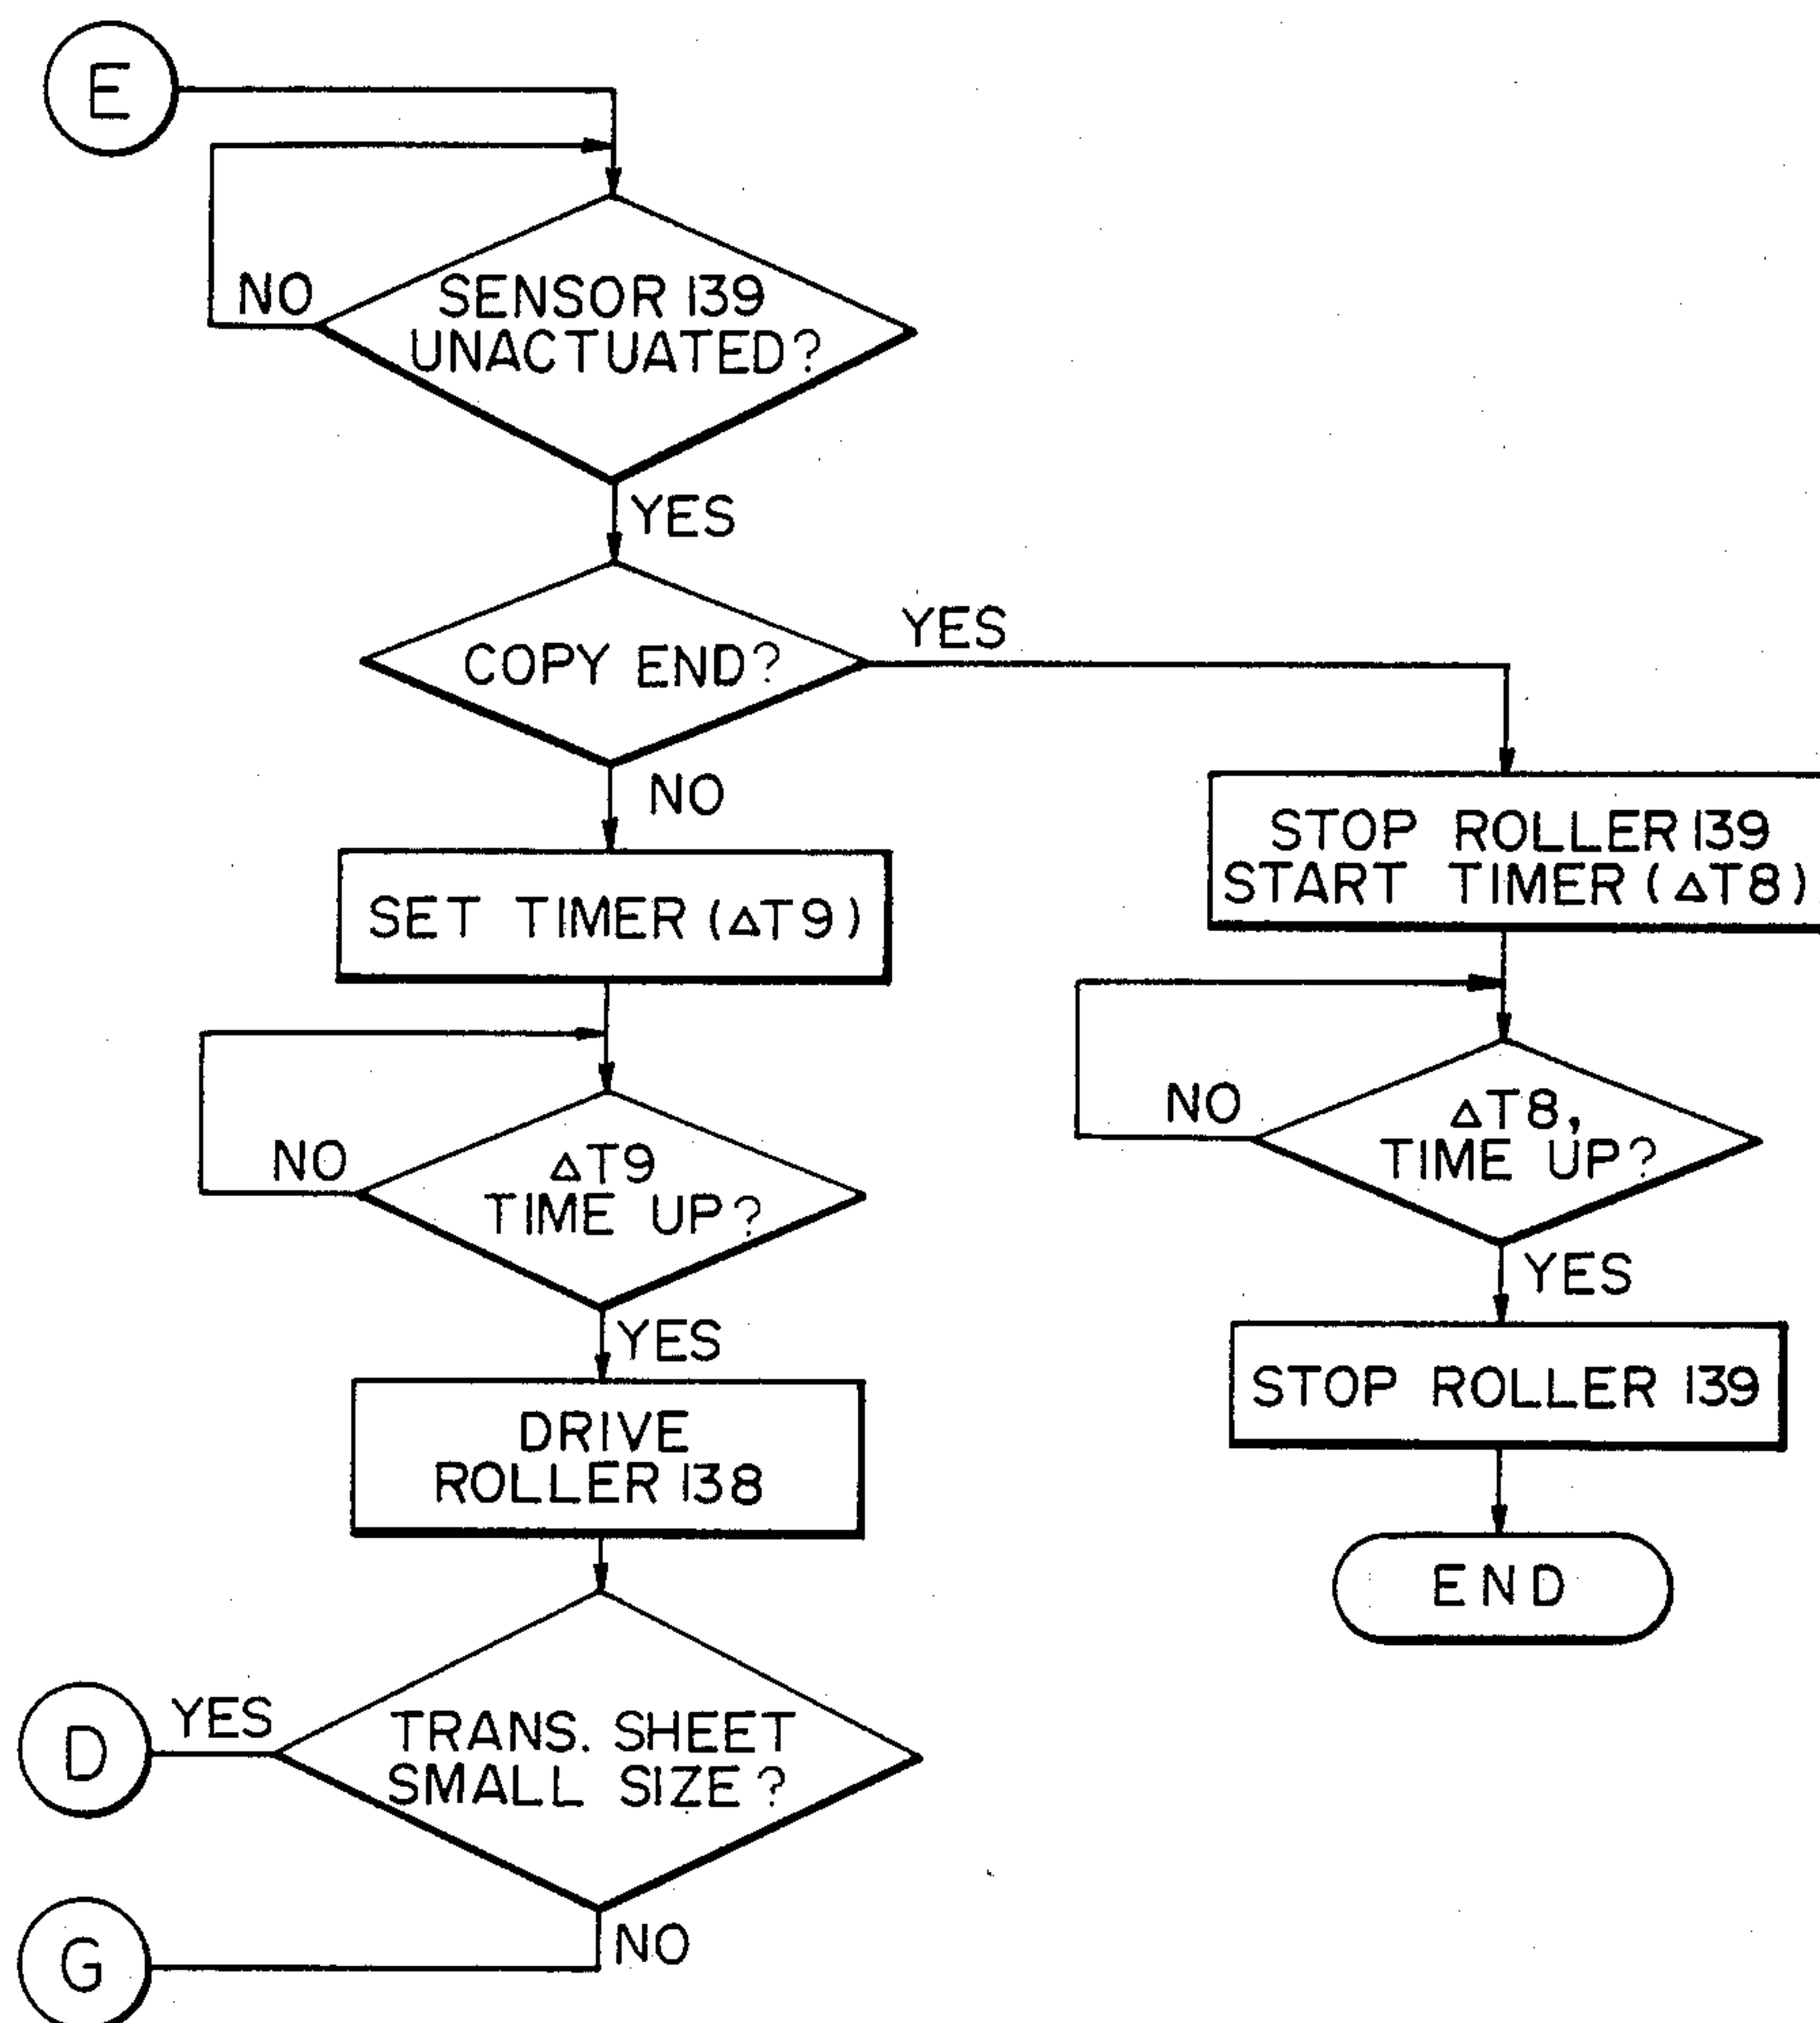 E
NO
SENSOR 139
UNACTUATED?
YES
COPY END?
YES
NO
SET TIMER (ΔT9)
NO
ΔT9
TIME UP?
YES
DRIVE
ROLLER 138
TRANS. SHEET
SMALL SIZE?
YES
D
NO
G
STOP ROLLER 139
START TIMER (ΔT8)
NO
ΔT8,
TIME UP?
YES
STOP ROLLER 139
END